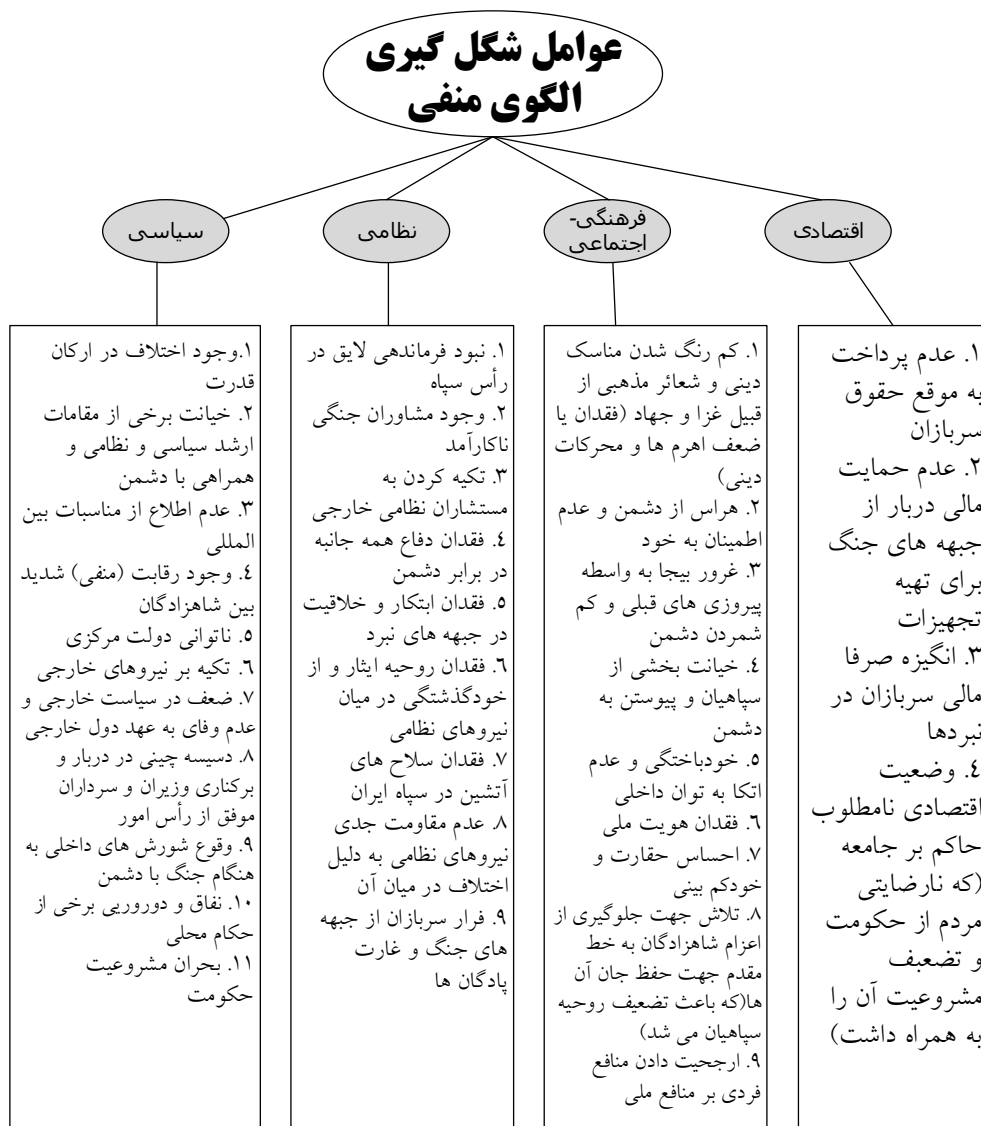 عوامل شگل گیری
الگوی منفی
اقتصادی
فرهنگی-
اجتماعی
نظامی
سیاسی
۱. عدم پرداخت
به موقع حقوق
سربازان
۲. عدم حمایت
مالی دربار از
جبهه های جنگ
برای تهیه
تجهیزات
۳. انگیزه صرفا
مالی سربازان در
نبردها
٤. وضعیت
اقتصادی نامطلوب
حاکم بر جامعه
(که نارضایتی
مردم از حکومت
و تضعبف
مشروعیت آن را
به همراه داشت)
۱. کم رنگ شدن مناسک
دینی و شعائر مذهبی از
قبیل غزا و جهاد (فقدان یا
ضعف اهرم ها و محرکات
دینی)
۲. هراس از دشمن و عدم
اطمینان به خود
۳. غرور بیجا به واسطه
پیروزی های قبلی و کم
شمردن دشمن
٤. خیانت بخشی از
سپاهیان و پیوستن به
دشمن
٥. خودباختگی و عدم
اتکا به توان داخلی
٦. فقدان هویت ملی
۷. احساس حقارت و
خودکم بینی
۸. تلاش جهت جلوگیری از
اعزام شاهزادگان به خط
مقدم جهت حفظ جان آن
ها(که باعث تضعیف روحیه
سپاهیان می شد)
۹. ارجحیت دادن منافع
فردی بر منافع ملی
۱. نبود فرماندهی لایق در
رأس سپاه
۲. وجود مشاوران جنگی
ناکارآمد
۳. تکیه کردن به
مستشاران نظامی خارجی
٤. فقدان دفاع همه جانبه
در برابر دشمن
٥. فقدان ابتکار و خلاقیت
در جبهه های نبرد
٦. فقدان روحیه ایثار و از
خودگذشتگی در میان
نیروهای نظامی
۷. فقدان سلاح های
آتشین در سپاه ایران
۸. عدم مقاومت جدی
نیروهای نظامی به دلیل
اختلاف در میان آن
۹. فرار سربازان از جبهه
های جنگ و غارت
پادگان ها
۱.وجود اختلاف در ارکان
قدرت
۲. خیانت برخی از مقامات
ارشد سیاسی و نظامی و
همراهی با دشمن
۳. عدم اطلاع از مناسبات بین
المللی
٤. وجود رقابت (منفی) شدید
بین شاهزادگان
٥. ناتوانی دولت مرکزی
٦. تکیه بر نیروهای خارجی
۷. ضعف در سیاست خارجی و
عدم وفای به عهد دول خارجی
۸. دسیسه چینی در دربار و
برکناری وزیران و سرداران
موفق از رأس امور
۹. وقوع شورش های داخلی به
هنگام جنگ با دشمن
۱۰. نفاق و دورویی برخی از
حکام محلی
۱۱. بحران مشروعیت
حکومت